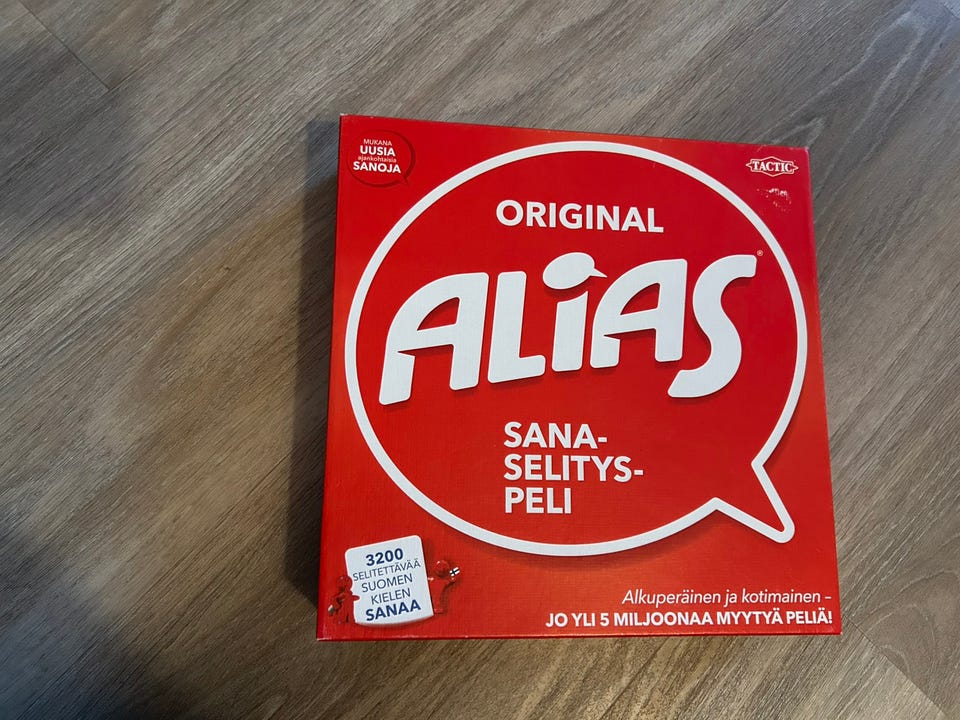 MUKANA
UUSIA
ajankohtaisia
SANOJA
TACTIC
ORIGINAL
ALiAS®
SANA-
SELITYS-
PELI
3200
SELITETTÄVÄÄ
SUOMEN
KIELEN
SANAA
Alkuperäinen ja kotimainen –
JO YLI 5 MILJOONAA MYYTYÄ PELIÄ!